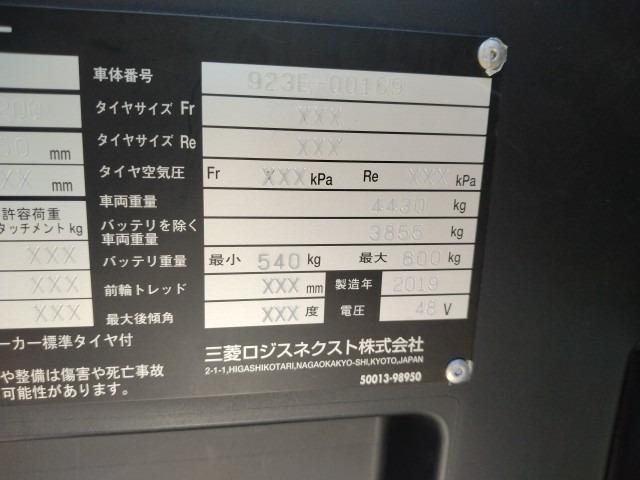 車体番号 923E-00169
タイヤサイズ Fr XXX
タイヤサイズ Re XXX
50 mm
タイヤ空気圧 Fr XXX kPa Re XXX kPa
XX mm
車両重量 4430 kg
許容荷重
タッチメント kg
バッテリを除く
車両重量 3855 kg
XXX
バッテリ重量 最小 540 kg 最大 600 kg
XXX
前輪トレッド XXX mm 製造年 2019
XXX
最大後傾角 XXX 度 電圧 48 V
ーカー標準タイヤ付
三菱ロジスネクスト株式会社
2-1-1,HIGASHIKOTARI,NAGAOKAKYO-SHI,KYOTO,JAPAN
や整備は傷害や死亡事故
50013-98950
可能性があります。